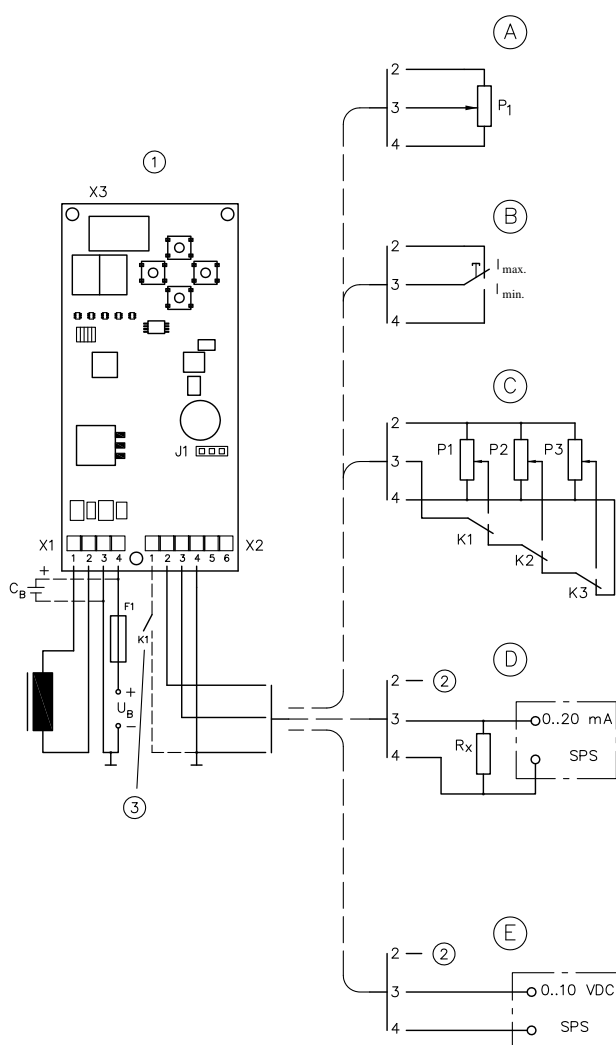 A
2
3
P1
4
1
X3
B
2
3
4
Imax.
Imin.
C
2
3
4
P1
P2
P3
K1
K2
K3
J1
X1
1 2 3 4
X2
1 2 3 4 5 6
+
CB
F1
K1
+
UB
−
3
D
2
2
3
4
Rx
0..20 mA
SPS
E
2
2
3
4
0..10 VDC
SPS